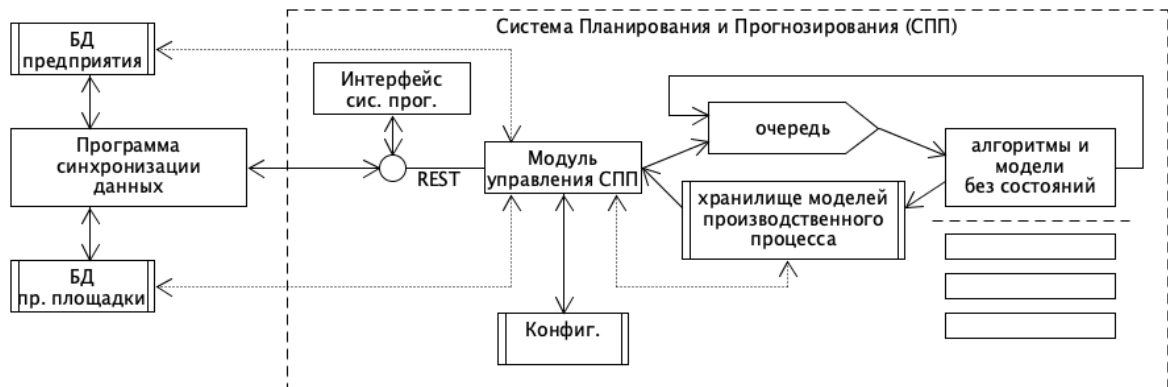 Система Планирования и Прогнозирования (СПП)
БД
предприятия
Интерфейс
сис. прог.
Программа
синхронизации
данных
REST
Модуль
управления СПП
очередь
алгоритмы и
модели
без состояний
хранилище моделей
производственного
процесса
БД
пр. площадки
Конфиг.